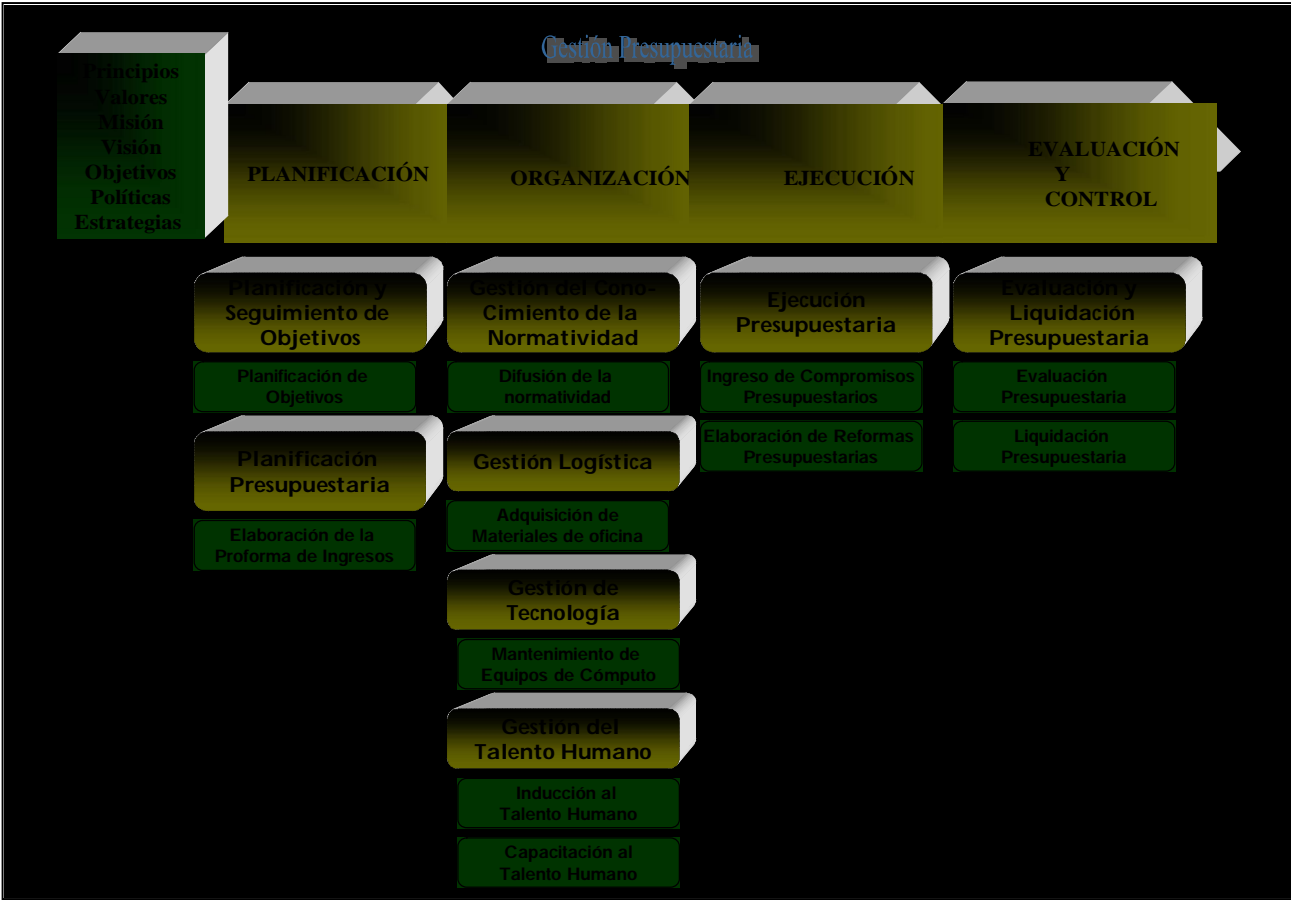 Gestión Presupuestaria
Principios
Valores
Misión
Visión
Objetivos
Políticas
Estrategias
PLANIFICACIÓN
ORGANIZACIÓN
EJECUCIÓN
EVALUACIÓN
Y
CONTROL
Planificación y
Seguimiento de
Objetivos
Planificación de
Objetivos
Planificación
Presupuestaria
Elaboración de la
Proforma de Ingresos
Gestión del Cono-
Cimiento de la
Normatividad
Difusión de la
normatividad
Gestión Logística
Adquisición de
Materiales de oficina
Gestión de
Tecnología
Mantenimiento de
Equipos de Cómputo
Gestión del
Talento Humano
Inducción al
Talento Humano
Capacitación al
Talento Humano
Ejecución
Presupuestaria
Ingreso de Compromisos
Presupuestarios
Elaboración de Reformas
Presupuestarias
Evaluación y
Liquidación
Presupuestaria
Evaluación
Presupuestaria
Liquidación
Presupuestaria